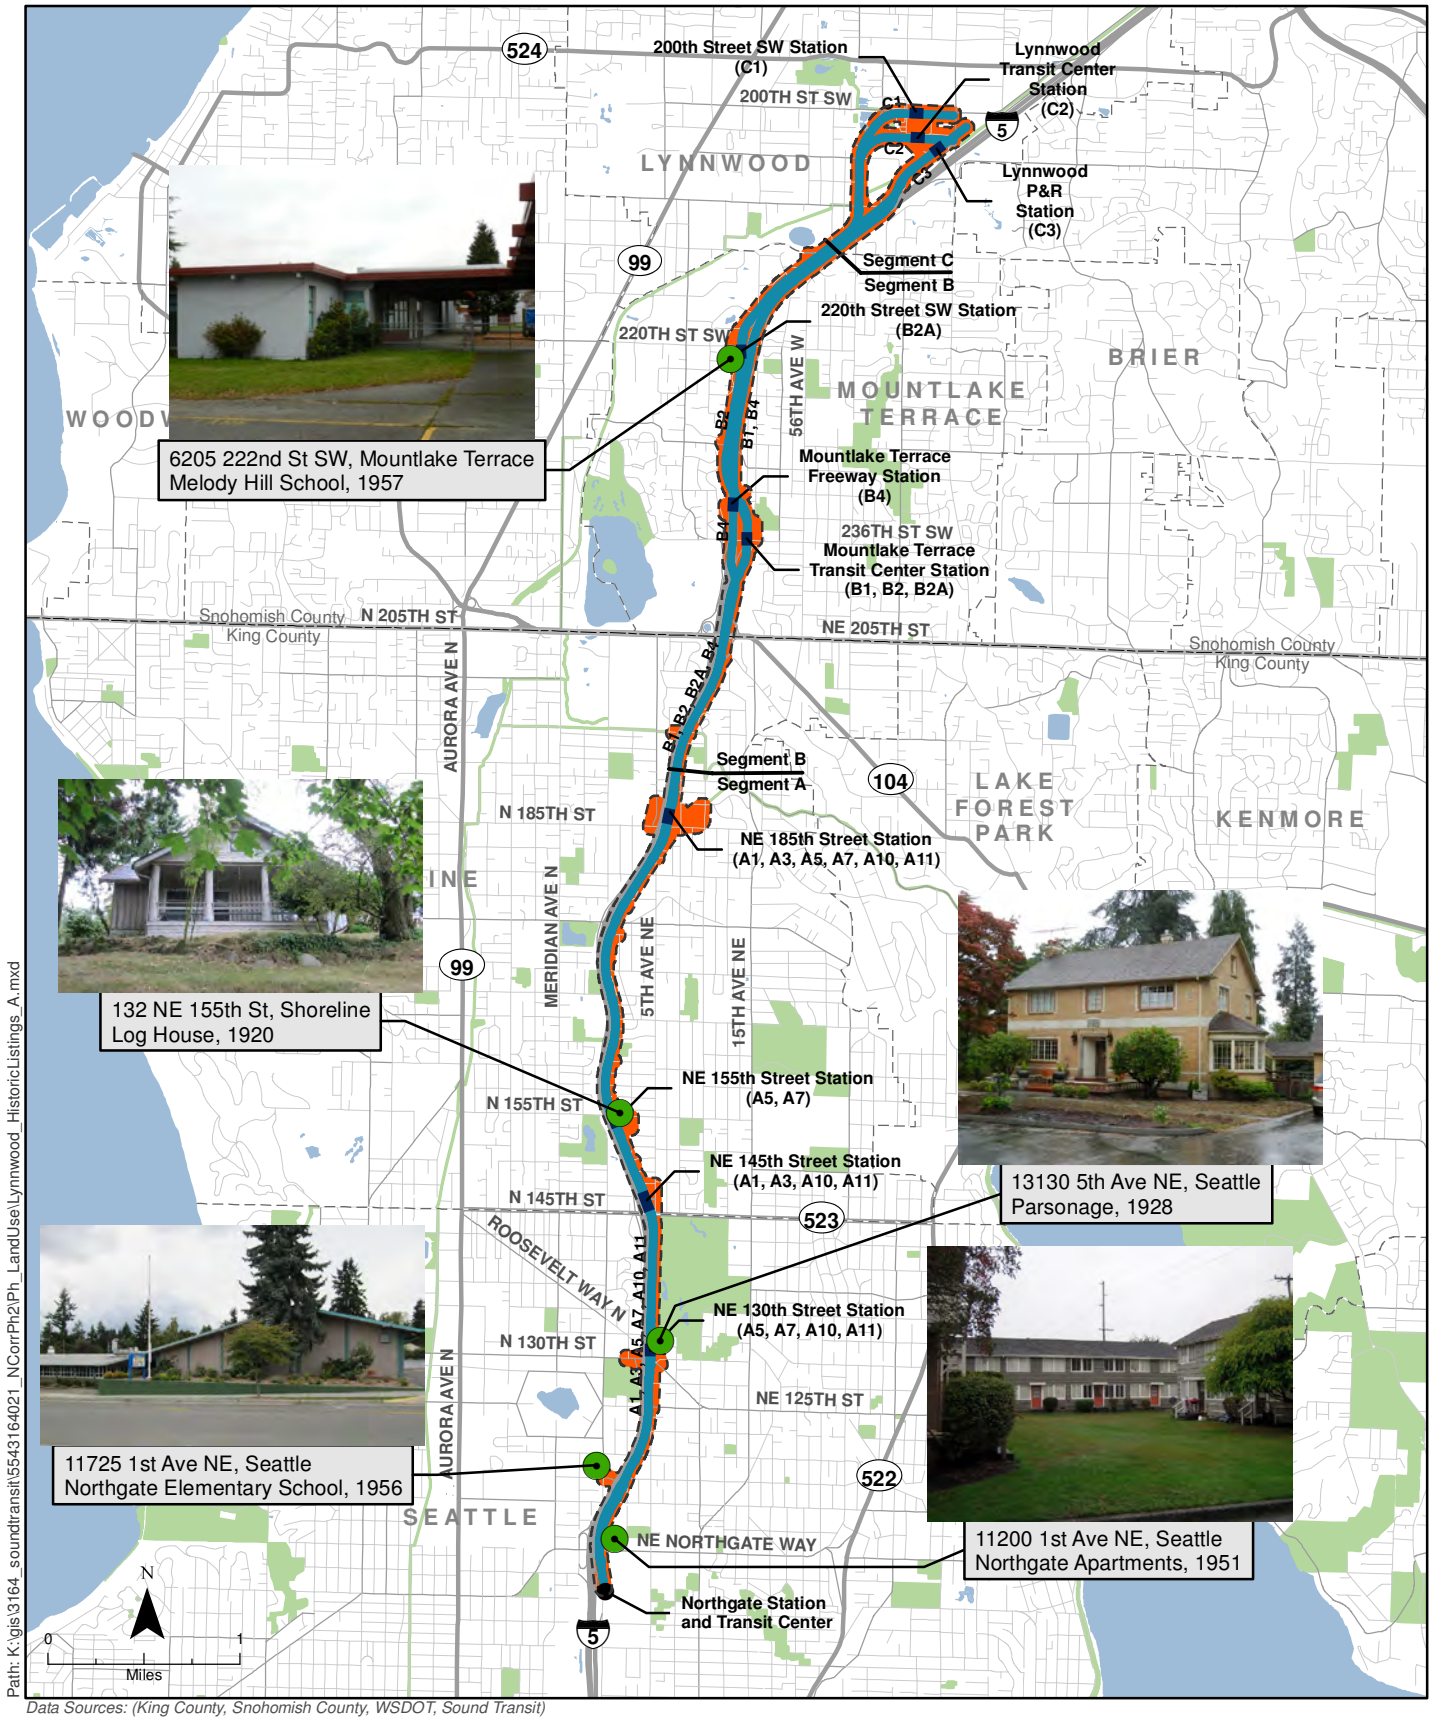 524
200th Street SW Station
(C1)
Lynnwood
Transit Center
Station
(C2)
200TH ST SW
C1
5
C2
LYNNWOOD
C3
Lynnwood
P&R
Station
(C3)
99
Segment C
Segment B
220th Street SW Station
(B2A)
220TH ST SW
56TH AVE W
BRIER
MOUNTLAKE
TERRACE
WOODW
B2
B1, B4
6205 222nd St SW, Mountlake Terrace
Melody Hill School, 1957
Mountlake Terrace
Freeway Station
(B4)
B4
236TH ST SW
Mountlake Terrace
Transit Center Station
(B1, B2, B2A)
Snohomish County
King County
N 205TH ST
NE 205TH ST
Snohomish County
King County
AURORA AVE N
B1, B2, B2A, B4
Segment B
Segment A
104
LAKE
FOREST
PARK
KENMORE
N 185TH ST
NE 185th Street Station
(A1, A3, A5, A7, A10, A11)
INE
MERIDIAN AVE N
5TH AVE NE
15TH AVE NE
99
132 NE 155th St, Shoreline
Log House, 1920
NE 155th Street Station
(A5, A7)
N 155TH ST
NE 145th Street Station
(A1, A3, A10, A11)
N 145TH ST
523
13130 5th Ave NE, Seattle
Parsonage, 1928
ROOSEVELT WAY N
A1, A3, A5, A7, A10, A11
NE 130th Street Station
(A5, A7, A10, A11)
N 130TH ST
AURORA AVE N
NE 125TH ST
11725 1st Ave NE, Seattle
Northgate Elementary School, 1956
522
SEATTLE
NE NORTHGATE WAY
11200 1st Ave NE, Seattle
Northgate Apartments, 1951
Northgate Station
and Transit Center
5
N
0 1
Miles
Path: K:\gis\3164_soundtransit\5543164021_NCorrPh2\Ph_LandUse\Lynnwood_HistoricListings_A.mxd
Data Sources: (King County, Snohomish County, WSDOT, Sound Transit)